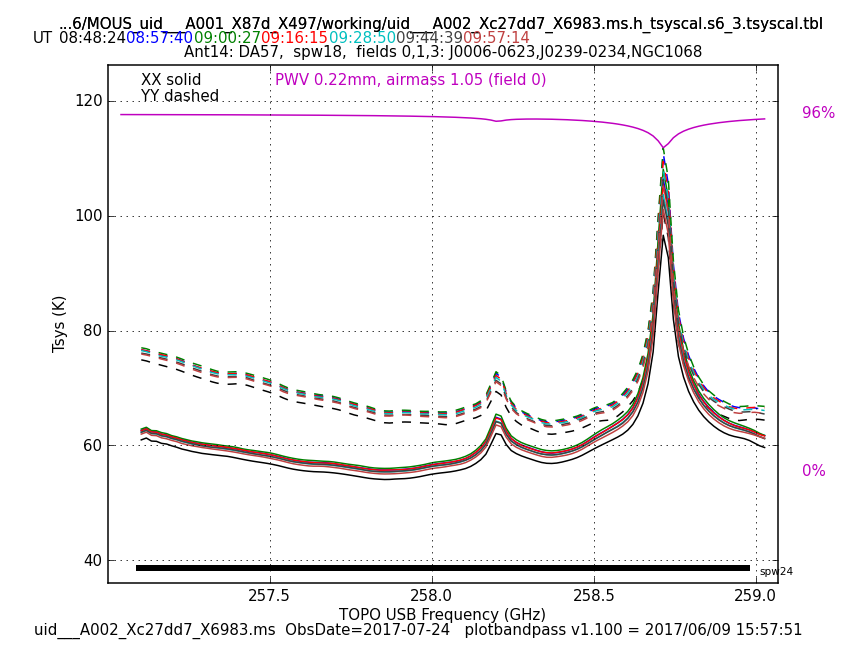 ...6/MOUS_uid___A001_X87d_X497/working/uid___A002_Xc27dd7_X6983.ms.h_tsyscal.s6_3.tsyscal.tbl
UT 08:48:24 08:57:40 09:00:27 09:16:15 09:28:50 09:44:39 09:57:14
Ant14: DA57, spw18, fields 0,1,3: J0006-0623,J0239-0234,NGC1068
XX solid PWV 0.22mm, airmass 1.05 (field 0)
YY dashed
120
96%
100
80
60
0%
40
Tsys (K)
spw24
257.5 258.0 258.5 259.0
TOPO USB Frequency (GHz)
uid___A002_Xc27dd7_X6983.ms ObsDate=2017-07-24 plotbandpass v1.100 = 2017/06/09 15:57:51